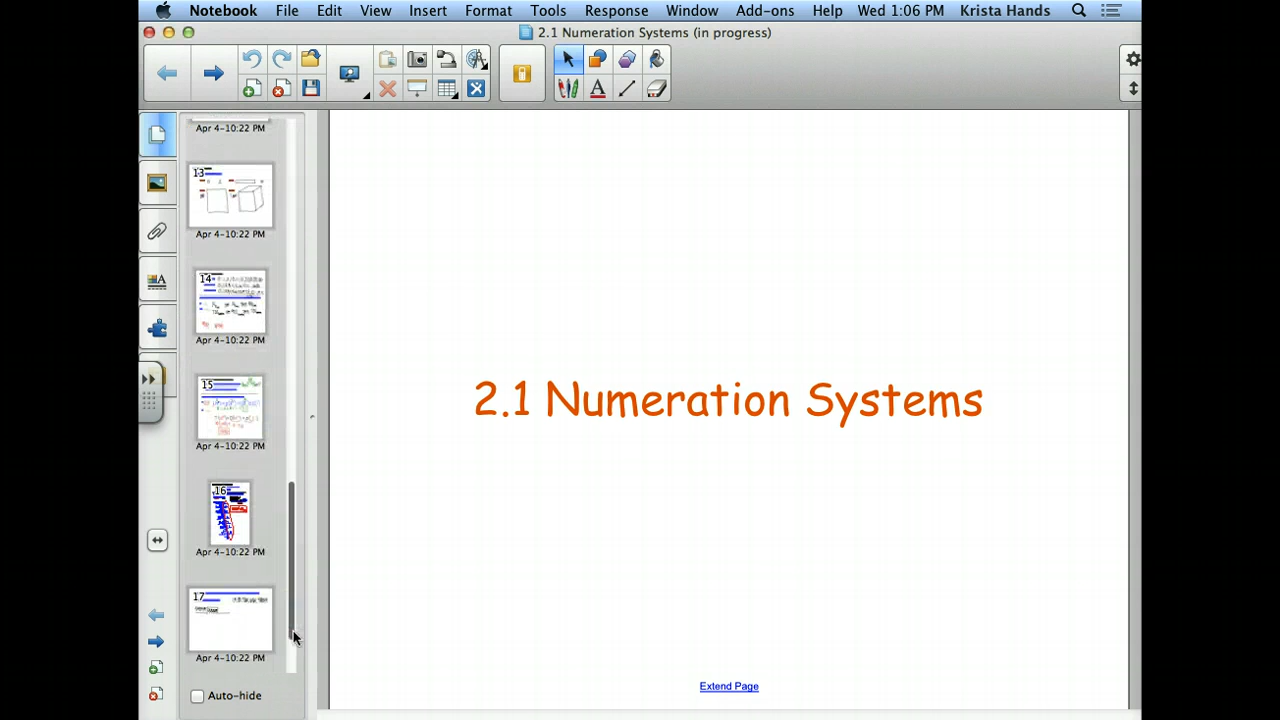 Notebook File Edit View Insert Format Tools Response Window Add-ons Help Wed 1:06 PM Krista Hands
2.1 Numeration Systems (in progress)
Apr 4-10:22 PM
13
Apr 4-10:22 PM
14
Apr 4-10:22 PM
15
Apr 4-10:22 PM
16
Apr 4-10:22 PM
17
Apr 4-10:22 PM
Auto-hide
2.1 Numeration Systems
Extend Page